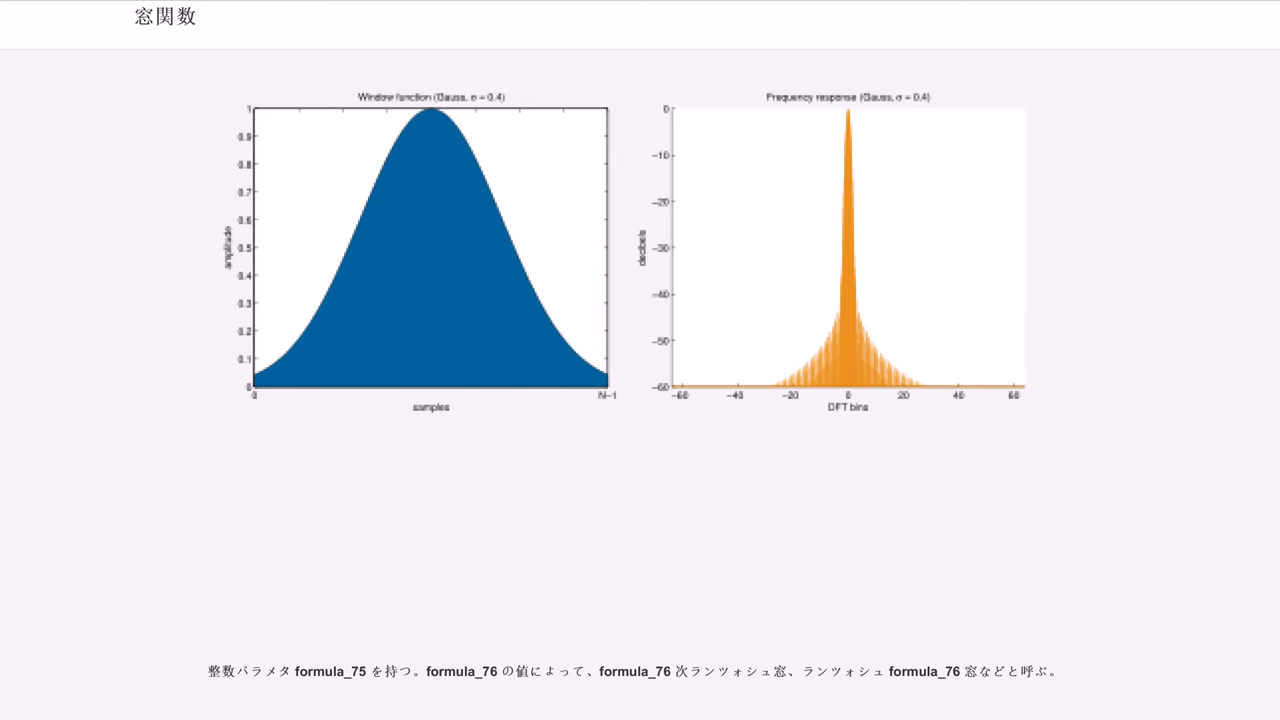 窓関数
Window function (Gauss, σ = 0.4)
1
0.9
0.8
0.7
0.6
0.5
0.4
0.3
0.2
0.1
0
amplitude
0
N−1
samples
Frequency response (Gauss, σ = 0.4)
0
−10
−20
−30
−40
−50
−60
decibels
−60
−40
−20
0
20
40
60
DFT bins
整数パラメタ formula_75 を持つ。formula_76 の値によって、formula_76 次ランツォシュ窓、ランツォシュ formula_76 窓などと呼ぶ。